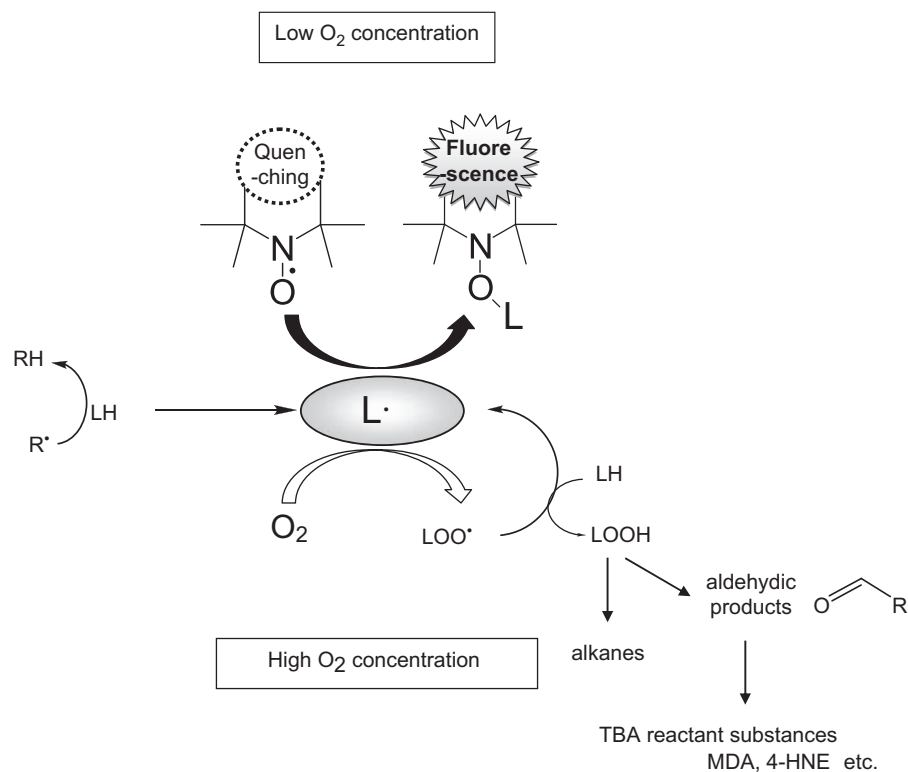 Low O2 concentration
Quen
-ching
Fluore
-scence
N
O•
N
O
L
RH
LH
R•
L·
O2
LOO•
LH
LOOH
aldehydic
products
O
R
alkanes
High O2 concentration
TBA reactant substances
MDA, 4-HNE etc.